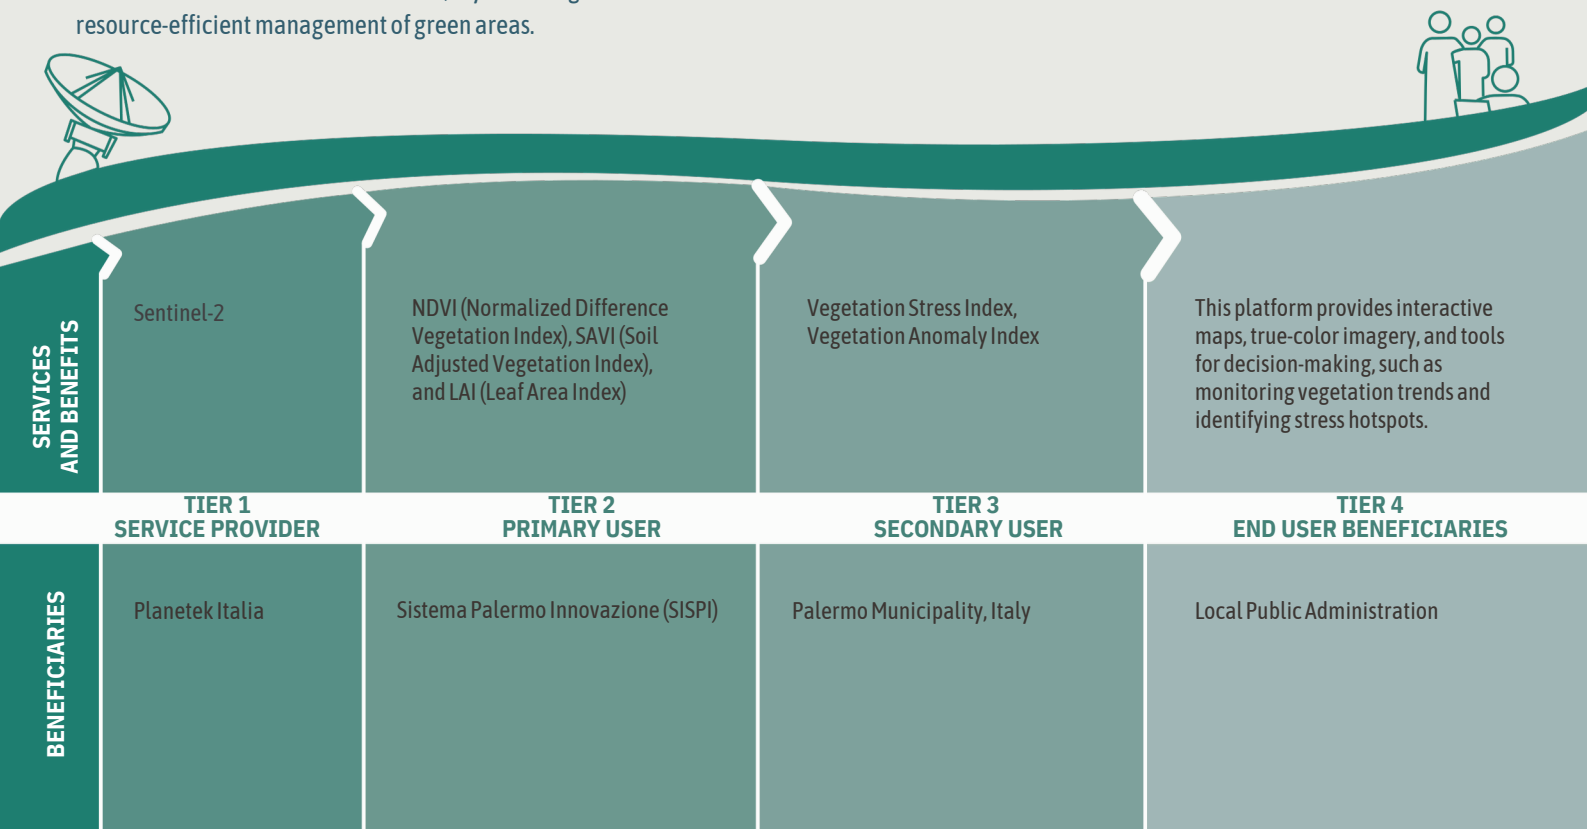 resource-efficient management of green areas.
SERVICES
AND BENEFITS
Sentinel-2
NDVI (Normalized Difference
Vegetation Index), SAVI (Soil
Adjusted Vegetation Index),
and LAI (Leaf Area Index)
Vegetation Stress Index,
Vegetation Anomaly Index
This platform provides interactive
maps, true-color imagery, and tools
for decision-making, such as
monitoring vegetation trends and
identifying stress hotspots.
TIER 1
SERVICE PROVIDER
TIER 2
PRIMARY USER
TIER 3
SECONDARY USER
TIER 4
END USER BENEFICIARIES
BENEFICIARIES
Planetek Italia
Sistema Palermo Innovazione (SISPI)
Palermo Municipality, Italy
Local Public Administration